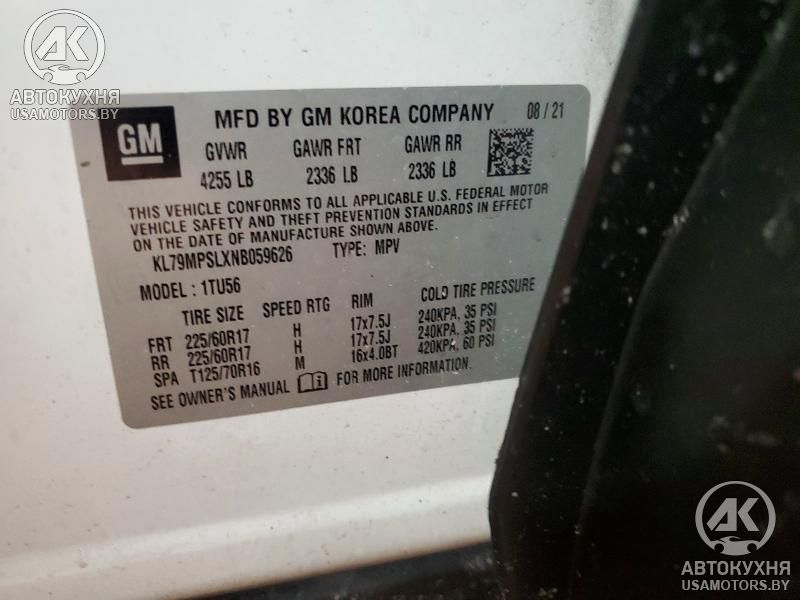 АК
АВТОКУХНЯ
USAMOTORS.BY
GM
MFD BY GM KOREA COMPANY 08 / 21
GVWR GAWR FRT GAWR RR
4255 LB 2336 LB 2336 LB
THIS VEHICLE CONFORMS TO ALL APPLICABLE U.S. FEDERAL MOTOR
VEHICLE SAFETY AND THEFT PREVENTION STANDARDS IN EFFECT
ON THE DATE OF MANUFACTURE SHOWN ABOVE.
KL79MPSLXNB059626 TYPE: MPV
MODEL : 1TU56
TIRE SIZE SPEED RTG RIM COLD TIRE PRESSURE
FRT 225/60R17 H 17x7.5J 240KPA, 35 PSI
RR 225/60R17 H 17x7.5J 240KPA, 35 PSI
SPA T125/70R16 M 16x4.0BT 420KPA, 60 PSI
SEE OWNER'S MANUAL FOR MORE INFORMATION.
АК
АВТОКУХНЯ
USAMOTORS.BY